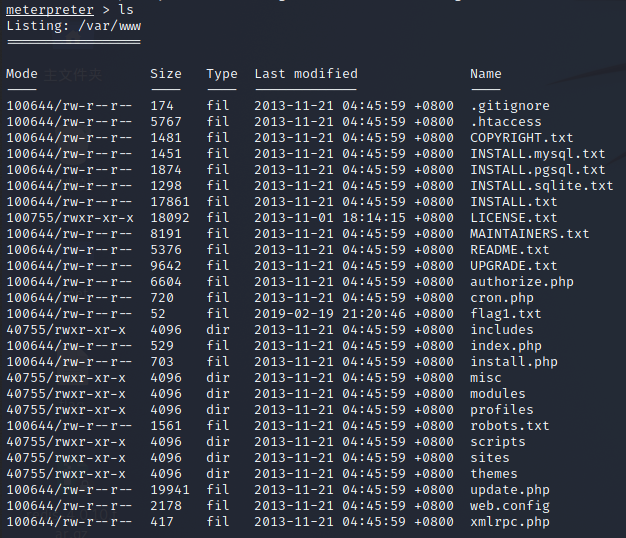 meterpreter > ls
Listing: /var/www
=================
Mode Size Type Last modified Name
---- ---- ---- ------------- ----
100644/rw-r--r-- 174 fil 2013-11-21 04:45:59 +0800 .gitignore
100644/rw-r--r-- 5767 fil 2013-11-21 04:45:59 +0800 .htaccess
100644/rw-r--r-- 1481 fil 2013-11-21 04:45:59 +0800 COPYRIGHT.txt
100644/rw-r--r-- 1451 fil 2013-11-21 04:45:59 +0800 INSTALL.mysql.txt
100644/rw-r--r-- 1874 fil 2013-11-21 04:45:59 +0800 INSTALL.pgsql.txt
100644/rw-r--r-- 1298 fil 2013-11-21 04:45:59 +0800 INSTALL.sqlite.txt
100644/rw-r--r-- 17861 fil 2013-11-21 04:45:59 +0800 INSTALL.txt
100755/rwxr-xr-x 18092 fil 2013-11-01 18:14:15 +0800 LICENSE.txt
100644/rw-r--r-- 8191 fil 2013-11-21 04:45:59 +0800 MAINTAINERS.txt
100644/rw-r--r-- 5376 fil 2013-11-21 04:45:59 +0800 README.txt
100644/rw-r--r-- 9642 fil 2013-11-21 04:45:59 +0800 UPGRADE.txt
100644/rw-r--r-- 6604 fil 2013-11-21 04:45:59 +0800 authorize.php
100644/rw-r--r-- 720 fil 2013-11-21 04:45:59 +0800 cron.php
100644/rw-r--r-- 52 fil 2019-02-19 21:20:46 +0800 flag1.txt
40755/rwxr-xr-x 4096 dir 2013-11-21 04:45:59 +0800 includes
100644/rw-r--r-- 529 fil 2013-11-21 04:45:59 +0800 index.php
100644/rw-r--r-- 703 fil 2013-11-21 04:45:59 +0800 install.php
40755/rwxr-xr-x 4096 dir 2013-11-21 04:45:59 +0800 misc
40755/rwxr-xr-x 4096 dir 2013-11-21 04:45:59 +0800 modules
40755/rwxr-xr-x 4096 dir 2013-11-21 04:45:59 +0800 profiles
100644/rw-r--r-- 1561 fil 2013-11-21 04:45:59 +0800 robots.txt
40755/rwxr-xr-x 4096 dir 2013-11-21 04:45:59 +0800 scripts
40755/rwxr-xr-x 4096 dir 2013-11-21 04:45:59 +0800 sites
40755/rwxr-xr-x 4096 dir 2013-11-21 04:45:59 +0800 themes
100644/rw-r--r-- 19941 fil 2013-11-21 04:45:59 +0800 update.php
100644/rw-r--r-- 2178 fil 2013-11-21 04:45:59 +0800 web.config
100644/rw-r--r-- 417 fil 2013-11-21 04:45:59 +0800 xmlrpc.php
主文件夹